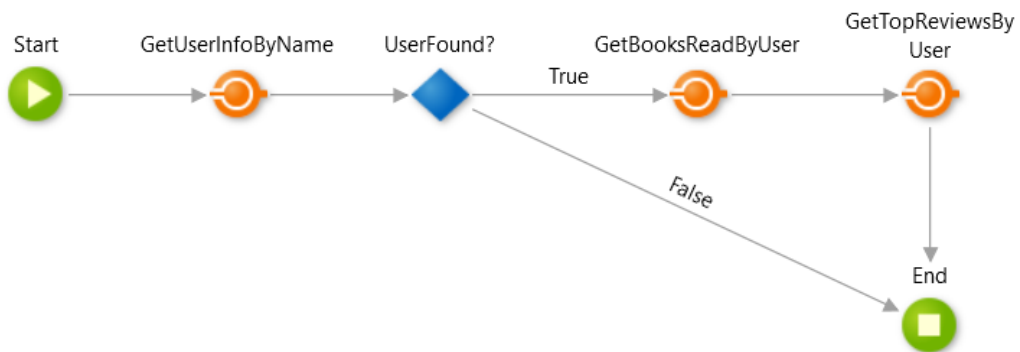 Start
GetUserInfoByName
UserFound?
True
GetBooksReadByUser
GetTopReviewsBy
User
False
End